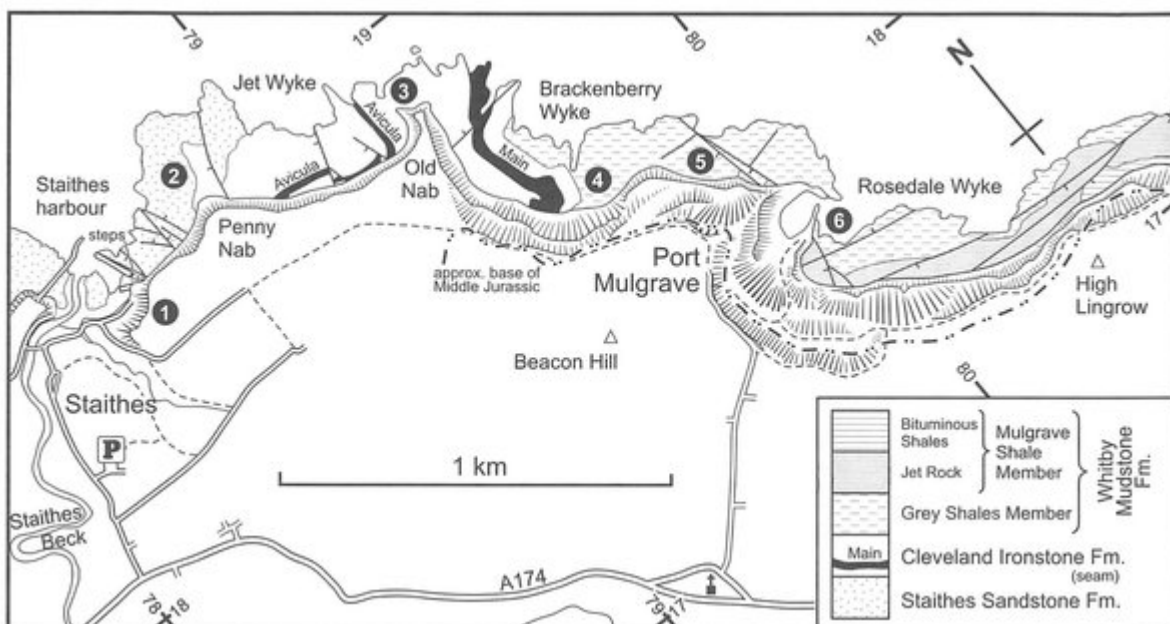 79
19
80
18
N
Jet Wyke
3
Brackenberry
Wyke
Avicula
2
Avicula
Old
Nab
Main
4
5
Rosedale Wyke
6
Staithes
harbour
steps
Penny
Nab
approx. base of
Middle Jurassic
Port
Mulgrave
17
High
Lingrow
1
Beacon Hill
80
Staithes
P
1 km
Staithes
Beck
A174
78
18
79
17
Bituminous
Shales
Jet Rock
Mulgrave
Shale
Member
Whitby
Mudstone
Fm.
Grey Shales Member
Main
Cleveland Ironstone Fm.
(seam)
Staithes Sandstone Fm.